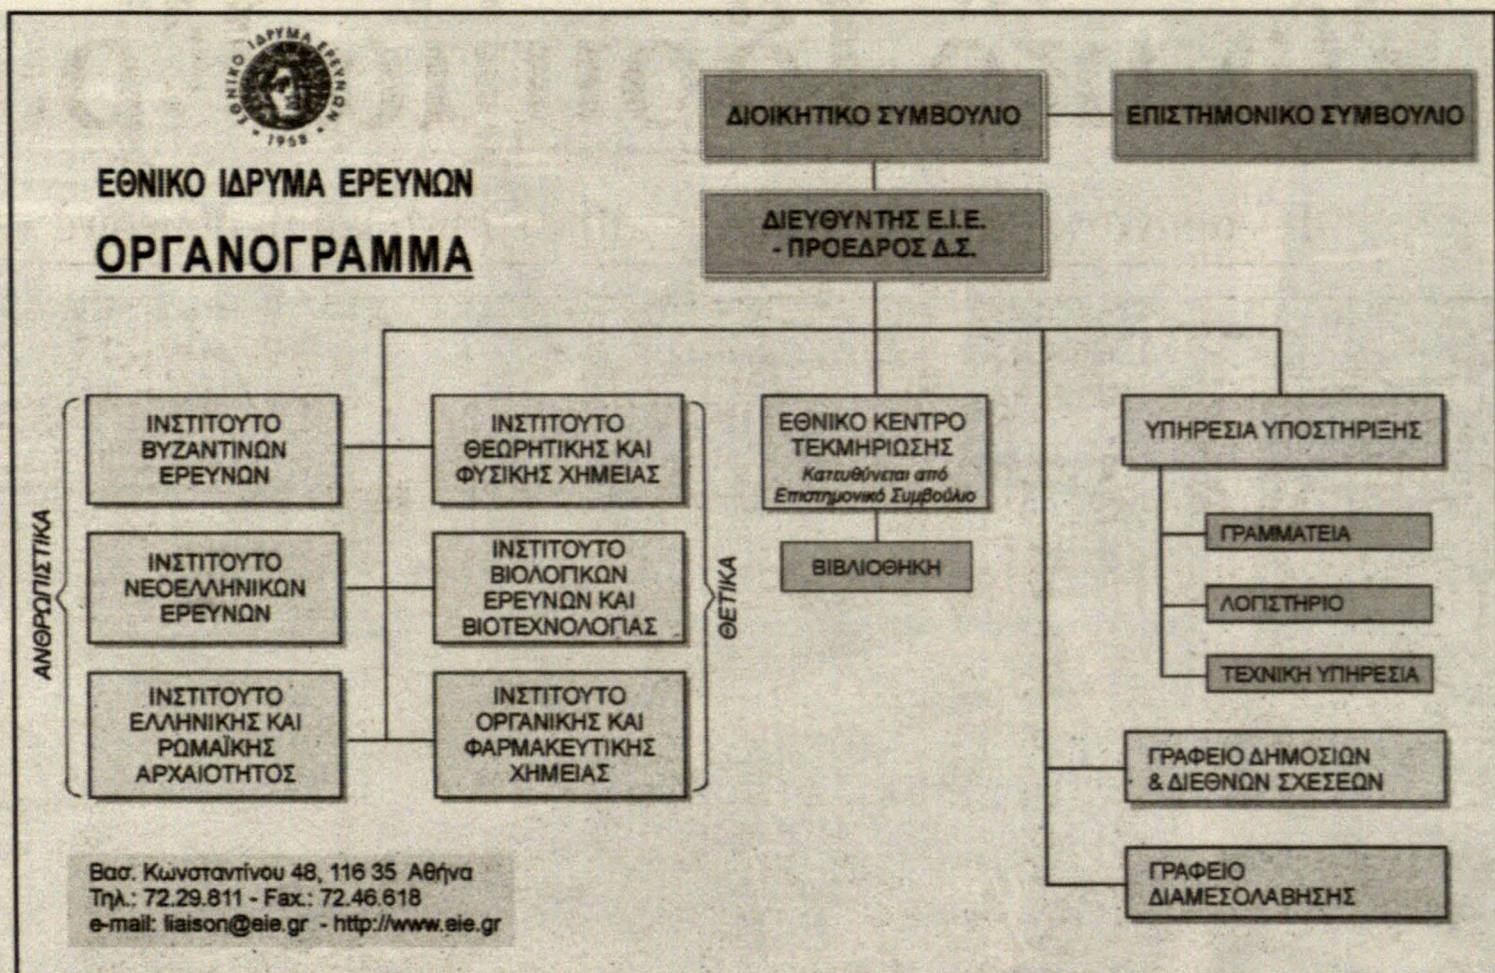 ΕΘΝΙΚΟ ΙΔΡΥΜΑ ΕΡΕΥΝΩΝ
• 1958 •
ΕΘΝΙΚΟ ΙΔΡΥΜΑ ΕΡΕΥΝΩΝ
ΟΡΓΑΝΟΓΡΑΜΜΑ
ΔΙΟΙΚΗΤΙΚΟ ΣΥΜΒΟΥΛΙΟ
ΕΠΙΣΤΗΜΟΝΙΚΟ ΣΥΜΒΟΥΛΙΟ
ΔΙΕΥΘΥΝΤΗΣ Ε.Ι.Ε.
- ΠΡΟΕΔΡΟΣ Δ.Σ.
ΑΝΘΡΩΠΙΣΤΙΚΑ
ΙΝΣΤΙΤΟΥΤΟ
ΒΥΖΑΝΤΙΝΩΝ
ΕΡΕΥΝΩΝ
ΙΝΣΤΙΤΟΥΤΟ
ΝΕΟΕΛΛΗΝΙΚΩΝ
ΕΡΕΥΝΩΝ
ΙΝΣΤΙΤΟΥΤΟ
ΕΛΛΗΝΙΚΗΣ ΚΑΙ
ΡΩΜΑΪΚΗΣ
ΑΡΧΑΙΟΤΗΤΟΣ
ΙΝΣΤΙΤΟΥΤΟ
ΘΕΩΡΗΤΙΚΗΣ ΚΑΙ
ΦΥΣΙΚΗΣ ΧΗΜΕΙΑΣ
ΙΝΣΤΙΤΟΥΤΟ
ΒΙΟΛΟΓΙΚΩΝ
ΕΡΕΥΝΩΝ ΚΑΙ
ΒΙΟΤΕΧΝΟΛΟΓΙΑΣ
ΙΝΣΤΙΤΟΥΤΟ
ΟΡΓΑΝΙΚΗΣ ΚΑΙ
ΦΑΡΜΑΚΕΥΤΙΚΗΣ
ΧΗΜΕΙΑΣ
ΘΕΤΙΚΑ
ΕΘΝΙΚΟ ΚΕΝΤΡΟ
ΤΕΚΜΗΡΙΩΣΗΣ
Κατευθύνεται από
Επιστημονικό Συμβούλιο
ΒΙΒΛΙΟΘΗΚΗ
ΥΠΗΡΕΣΙΑ ΥΠΟΣΤΗΡΙΞΗΣ
ΓΡΑΜΜΑΤΕΙΑ
ΛΟΓΙΣΤΗΡΙΟ
ΤΕΧΝΙΚΗ ΥΠΗΡΕΣΙΑ
ΓΡΑΦΕΙΟ ΔΗΜΟΣΙΩΝ
& ΔΙΕΘΝΩΝ ΣΧΕΣΕΩΝ
ΓΡΑΦΕΙΟ
ΔΙΑΜΕΣΟΛΑΒΗΣΗΣ
Βασ. Κωνσταντίνου 48, 116 35 Αθήνα
Τηλ.: 72.29.811 - Fax.: 72.46.618
e-mail: liaison@eie.gr - http://www.eie.gr